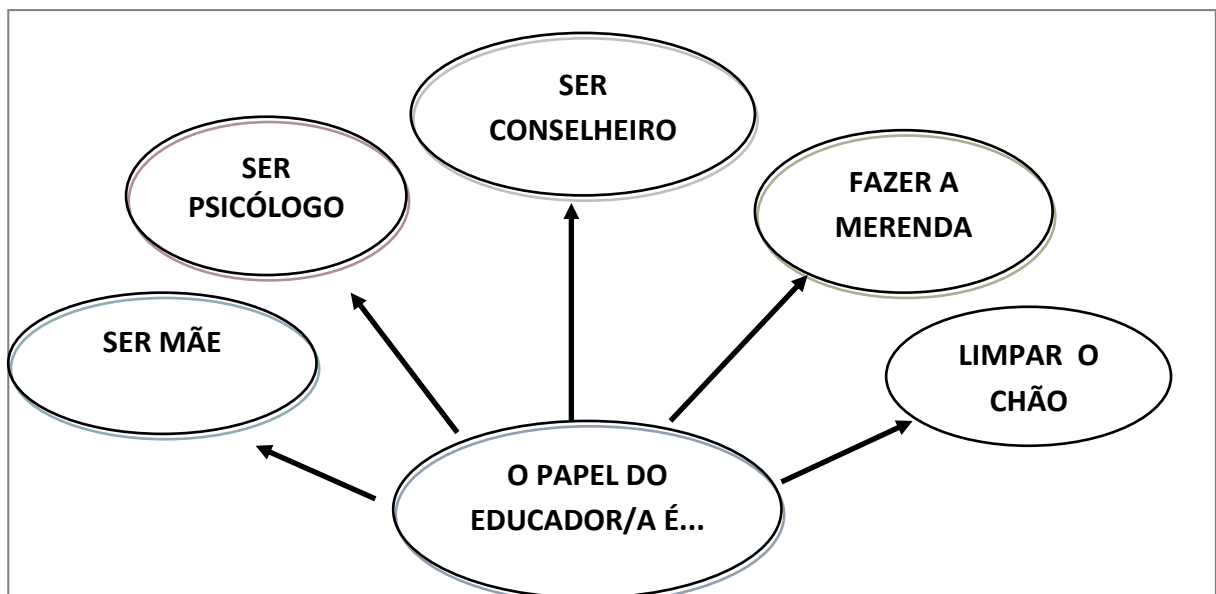 SER
CONSELHEIRO
SER
PSICÓLOGO
FAZER A
MERENDA
SER MÃE
LIMPAR O
CHÃO
O PAPEL DO
EDUCADOR/A É...